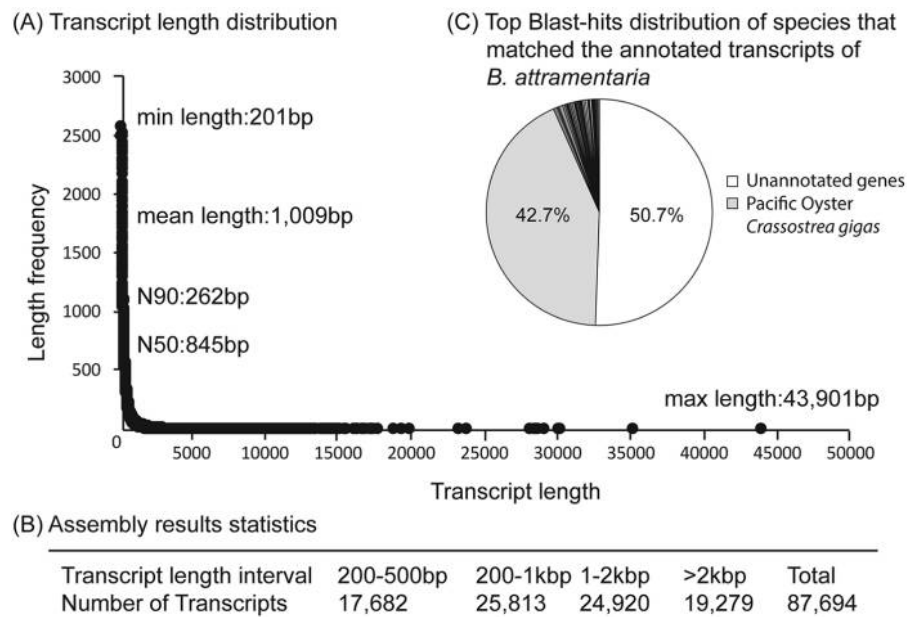 (A) Transcript length distribution
3000
2500
2000
1500
1000
500
0
5000
10000
15000
20000
25000
30000
35000
40000
45000
50000
Length frequency
Transcript length
min length:201bp
mean length:1,009bp
N90:262bp
N50:845bp
max length:43,901bp
(C) Top Blast-hits distribution of species that
matched the annotated transcripts of
B. attramentaria
42.7%
50.7%
Unannotated genes
Pacific Oyster
Crassostrea gigas
(B) Assembly results statistics
Transcript length interval 200-500bp 200-1kbp 1-2kbp >2kbp Total
Number of Transcripts 17,682 25,813 24,920 19,279 87,694